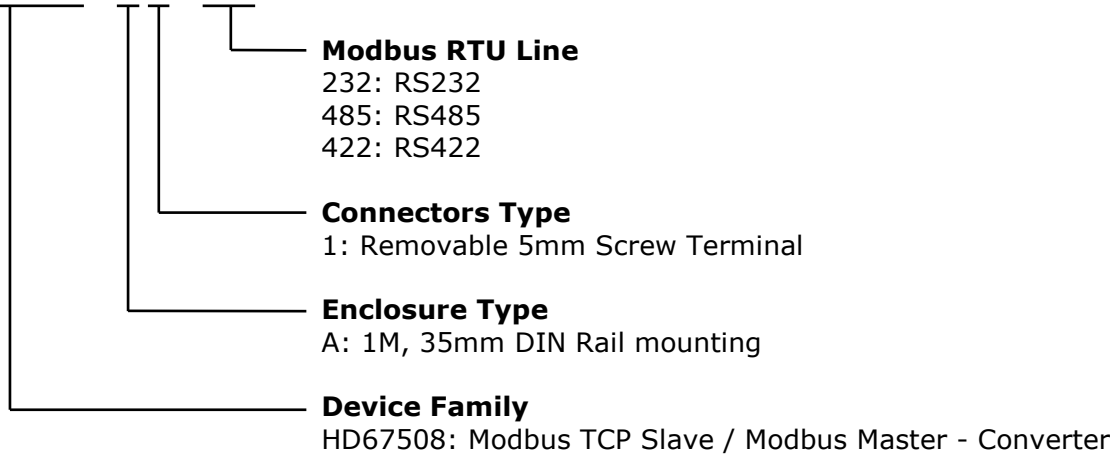 Modbus RTU Line
232: RS232
485: RS485
422: RS422
Connectors Type
1: Removable 5mm Screw Terminal
Enclosure Type
A: 1M, 35mm DIN Rail mounting
Device Family
HD67508: Modbus TCP Slave / Modbus Master - Converter